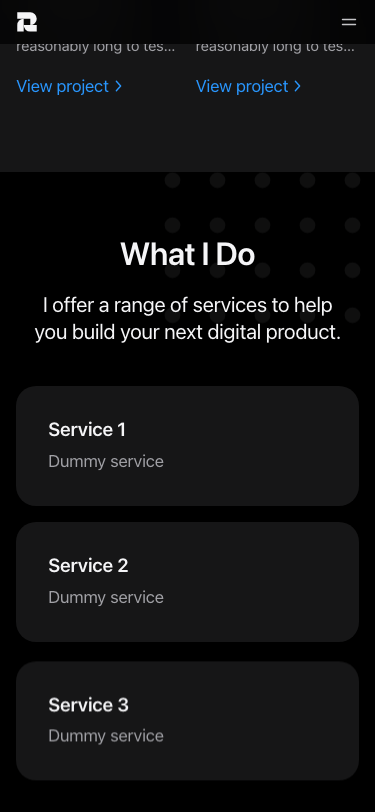 reasonably long to tes... reasonably long to tes...
View project > View project >
What I Do
I offer a range of services to help
you build your next digital product.
Service 1
Dummy service
Service 2
Dummy service
Service 3
Dummy service